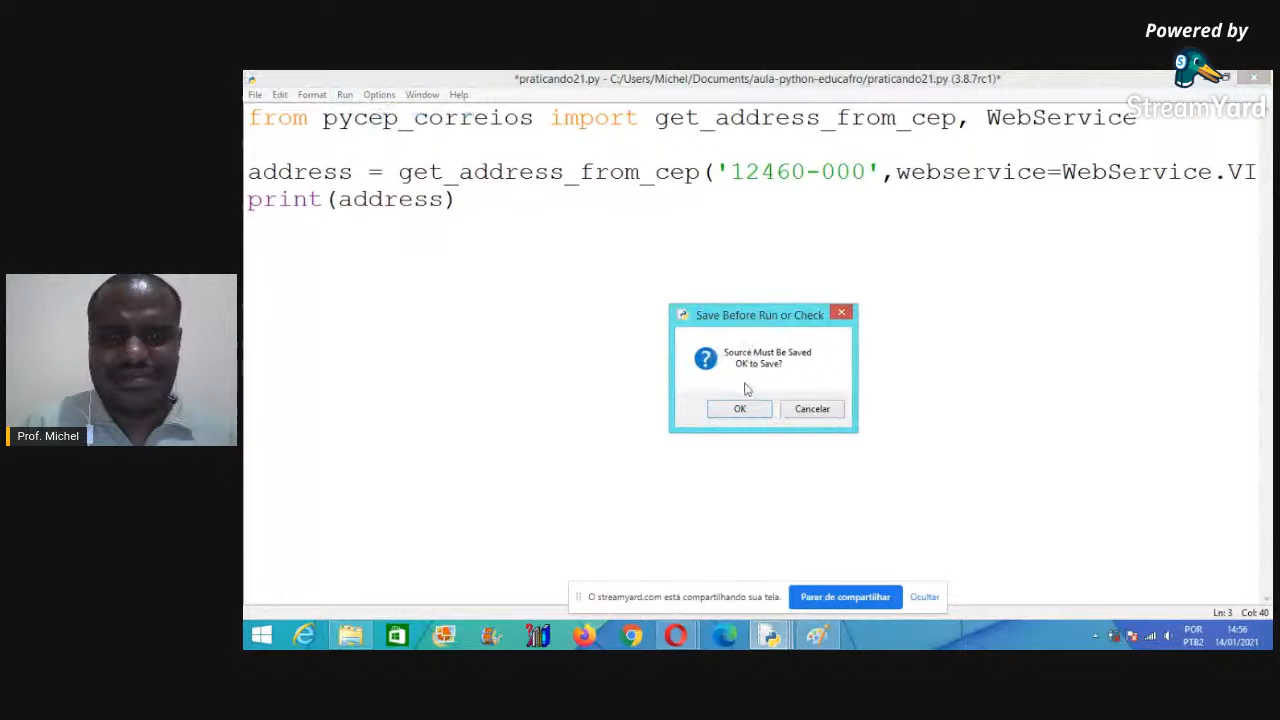 Powered by
StreamYard
*praticando21.py - C:/Users/Michel/Documents/aula-python-educafro/praticando21.py (3.8.7rc1)*
File Edit Format Run Options Window Help
from pycep_correios import get_address_from_cep, WebService
address = get_address_from_cep('12460-000',webservice=WebService.VI
print(address)
Save Before Run or Check
Source Must Be Saved
OK to Save?
OK Cancelar
Prof. Michel
O streamyard.com está compartilhando sua tela. Parar de compartilhar Ocultar
Ln: 3 Col: 40
POR 14:56
PTB2 14/01/2021